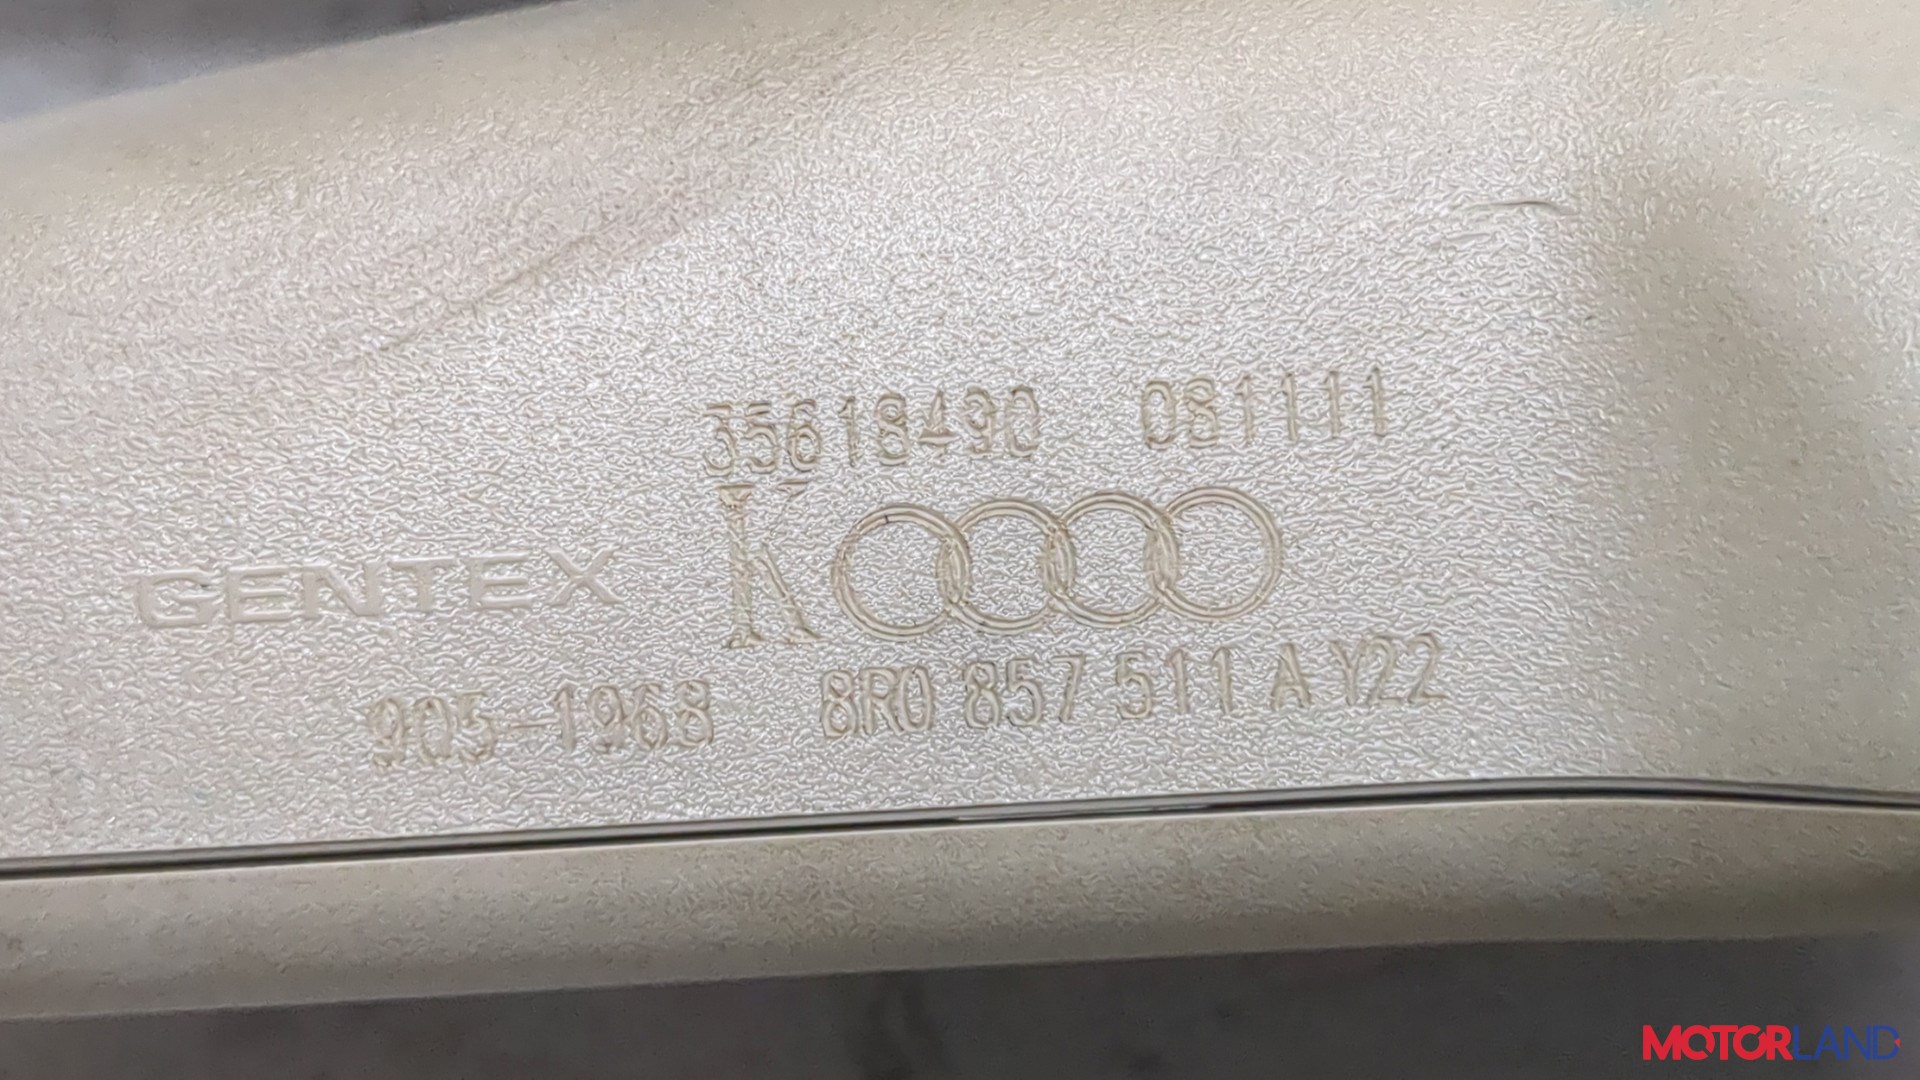 35618490 081111
GENTEX K
905-1968 8R0 857 511 A Y22
MOTORLAND